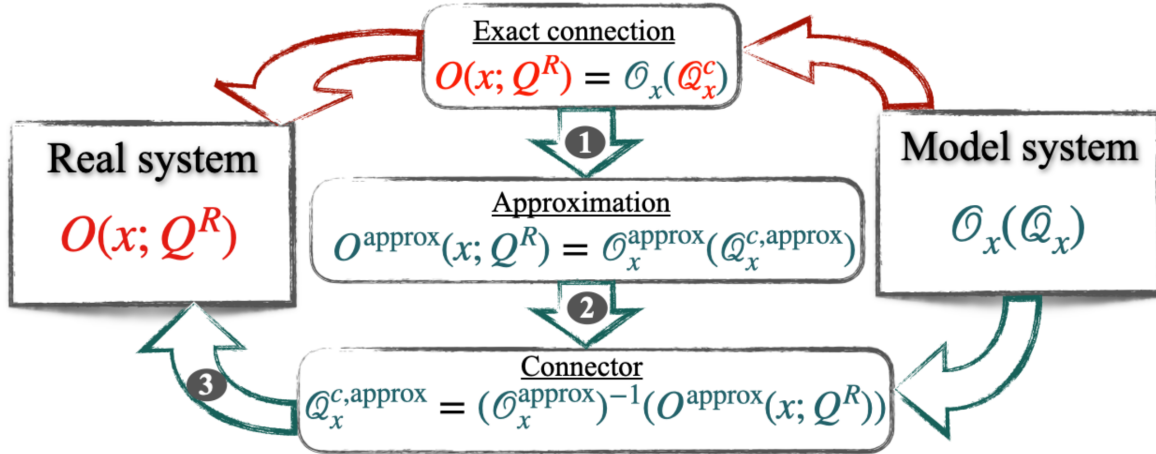 Exact connection
O(x; Q^R) = 𝒪_x(𝒬_x^c)
1
Real system
O(x; Q^R)
Model system
𝒪_x(𝒬_x)
Approximation
O^approx(x; Q^R) = 𝒪_x^approx(𝒬_x^c,approx)
2
Connector
𝒬_x^c,approx = (𝒪_x^approx)^−1(O^approx(x; Q^R))
3